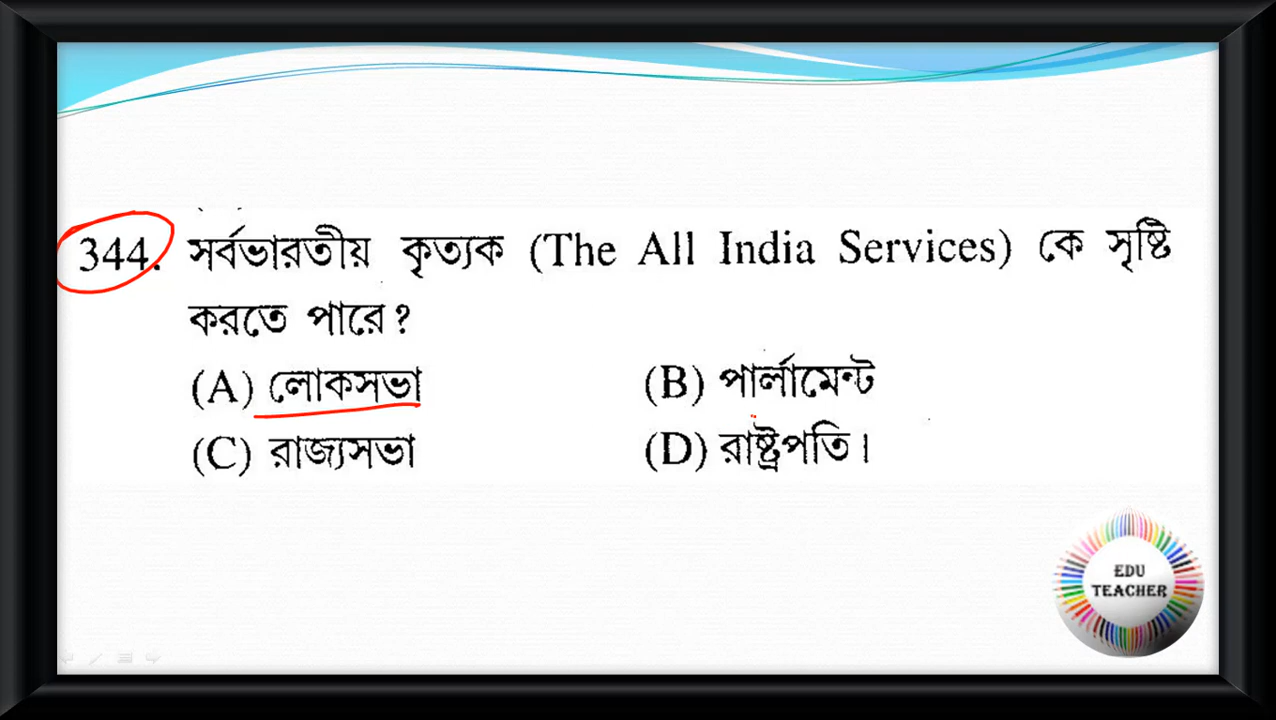 344. সর্বভারতীয় কৃত্যক (The All India Services) কে সৃষ্টি
করতে পারে?
(A) লোকসভা (B) পার্লামেন্ট
(C) রাজ্যসভা (D) রাষ্ট্রপতি।
EDU
TEACHER